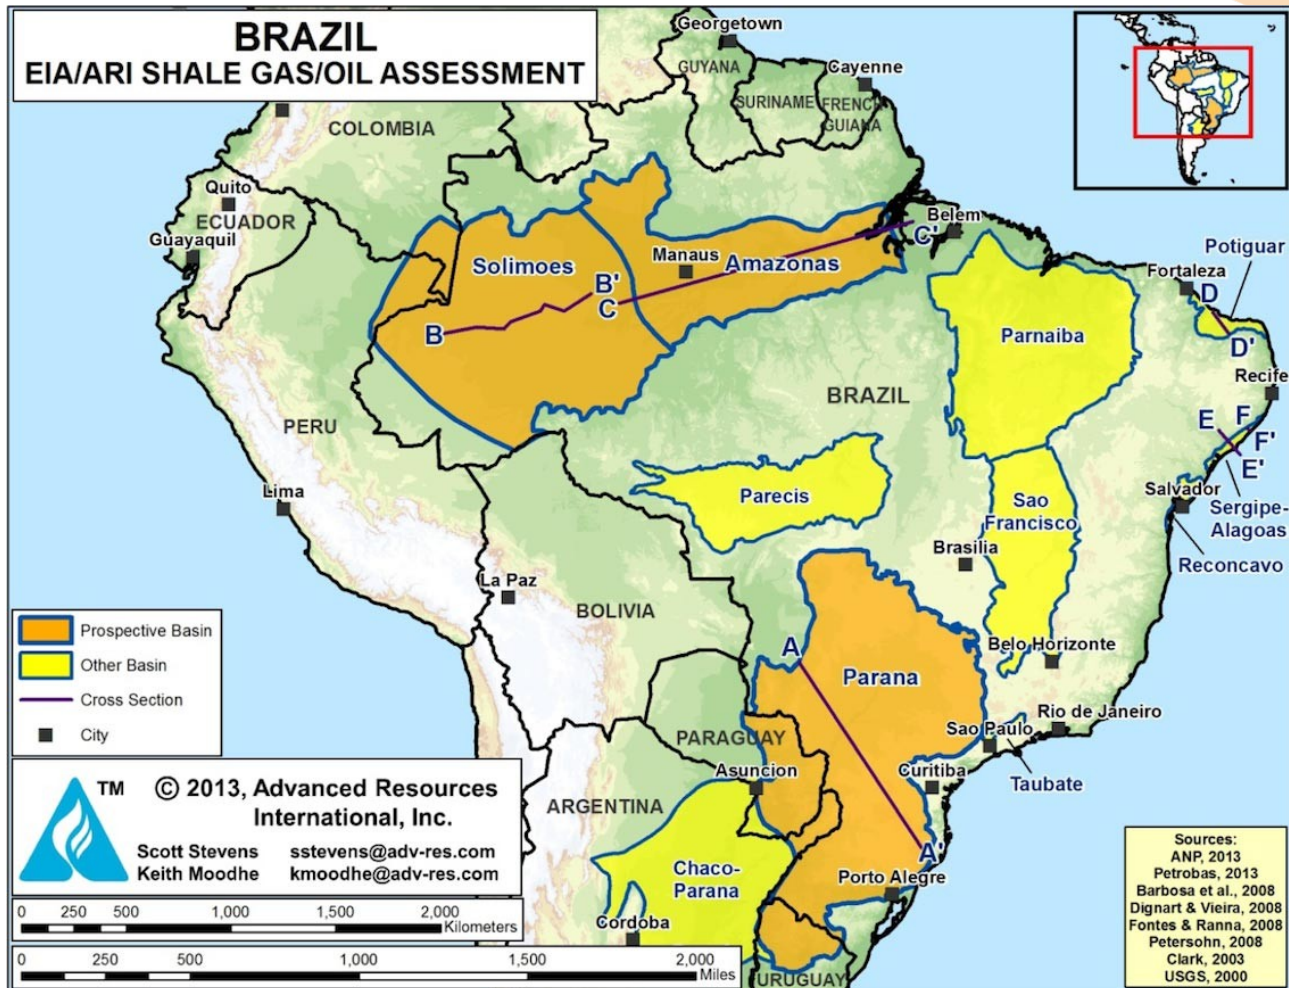 BRAZIL
EIA/ARI SHALE GAS/OIL ASSESSMENT
Georgetown
GUYANA
Cayenne
SURINAME
FRENCH
GUIANA
COLOMBIA
Quito
ECUADOR
Guayaquil
Solimoes
Manaus
Amazonas
Belem
C'
B'
C
B
Potiguar
Fortaleza
D
D'
Parnaiba
Recife
BRAZIL
PERU
E
F
F'
E'
Lima
Parecis
Sao
Francisco
Salvador
Sergipe-
Alagoas
Reconcavo
Brasilia
La Paz
BOLIVIA
Belo Horizonte
A
Parana
Rio de Janeiro
Sao Paulo
Taubate
PARAGUAY
Asuncion
Curitiba
ARGENTINA
A'
Chaco-
Parana
Porto Alegre
Cordoba
URUGUAY
Prospective Basin
Other Basin
Cross Section
City
TM
© 2013, Advanced Resources
International, Inc.
Scott Stevens sstevens@adv-res.com
Keith Moodhe kmoodhe@adv-res.com
0 250 500 1,000 1,500 2,000
Kilometers
0 250 500 1,000 1,500 2,000
Miles
Sources:
ANP, 2013
Petrobas, 2013
Barbosa et al., 2008
Dignart & Vieira, 2008
Fontes & Ranna, 2008
Petersohn, 2008
Clark, 2003
USGS, 2000